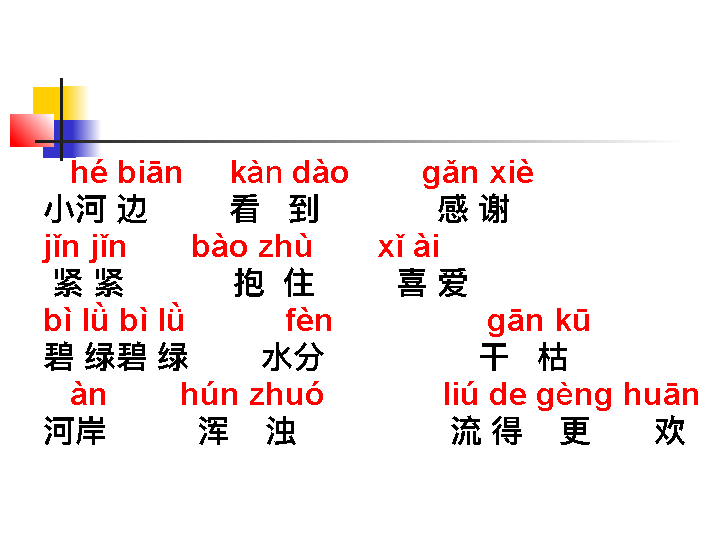 hé biān kàn dào gǎn xiè
小河 边 看 到 感 谢
jǐn jǐn bào zhù xǐ ài
紧 紧 抱 住 喜 爱
bì lǜ bì lǜ fèn gān kū
碧 绿碧 绿 水分 干 枯
àn hún zhuó liú de gèng huān
河岸 浑 浊 流 得 更 欢